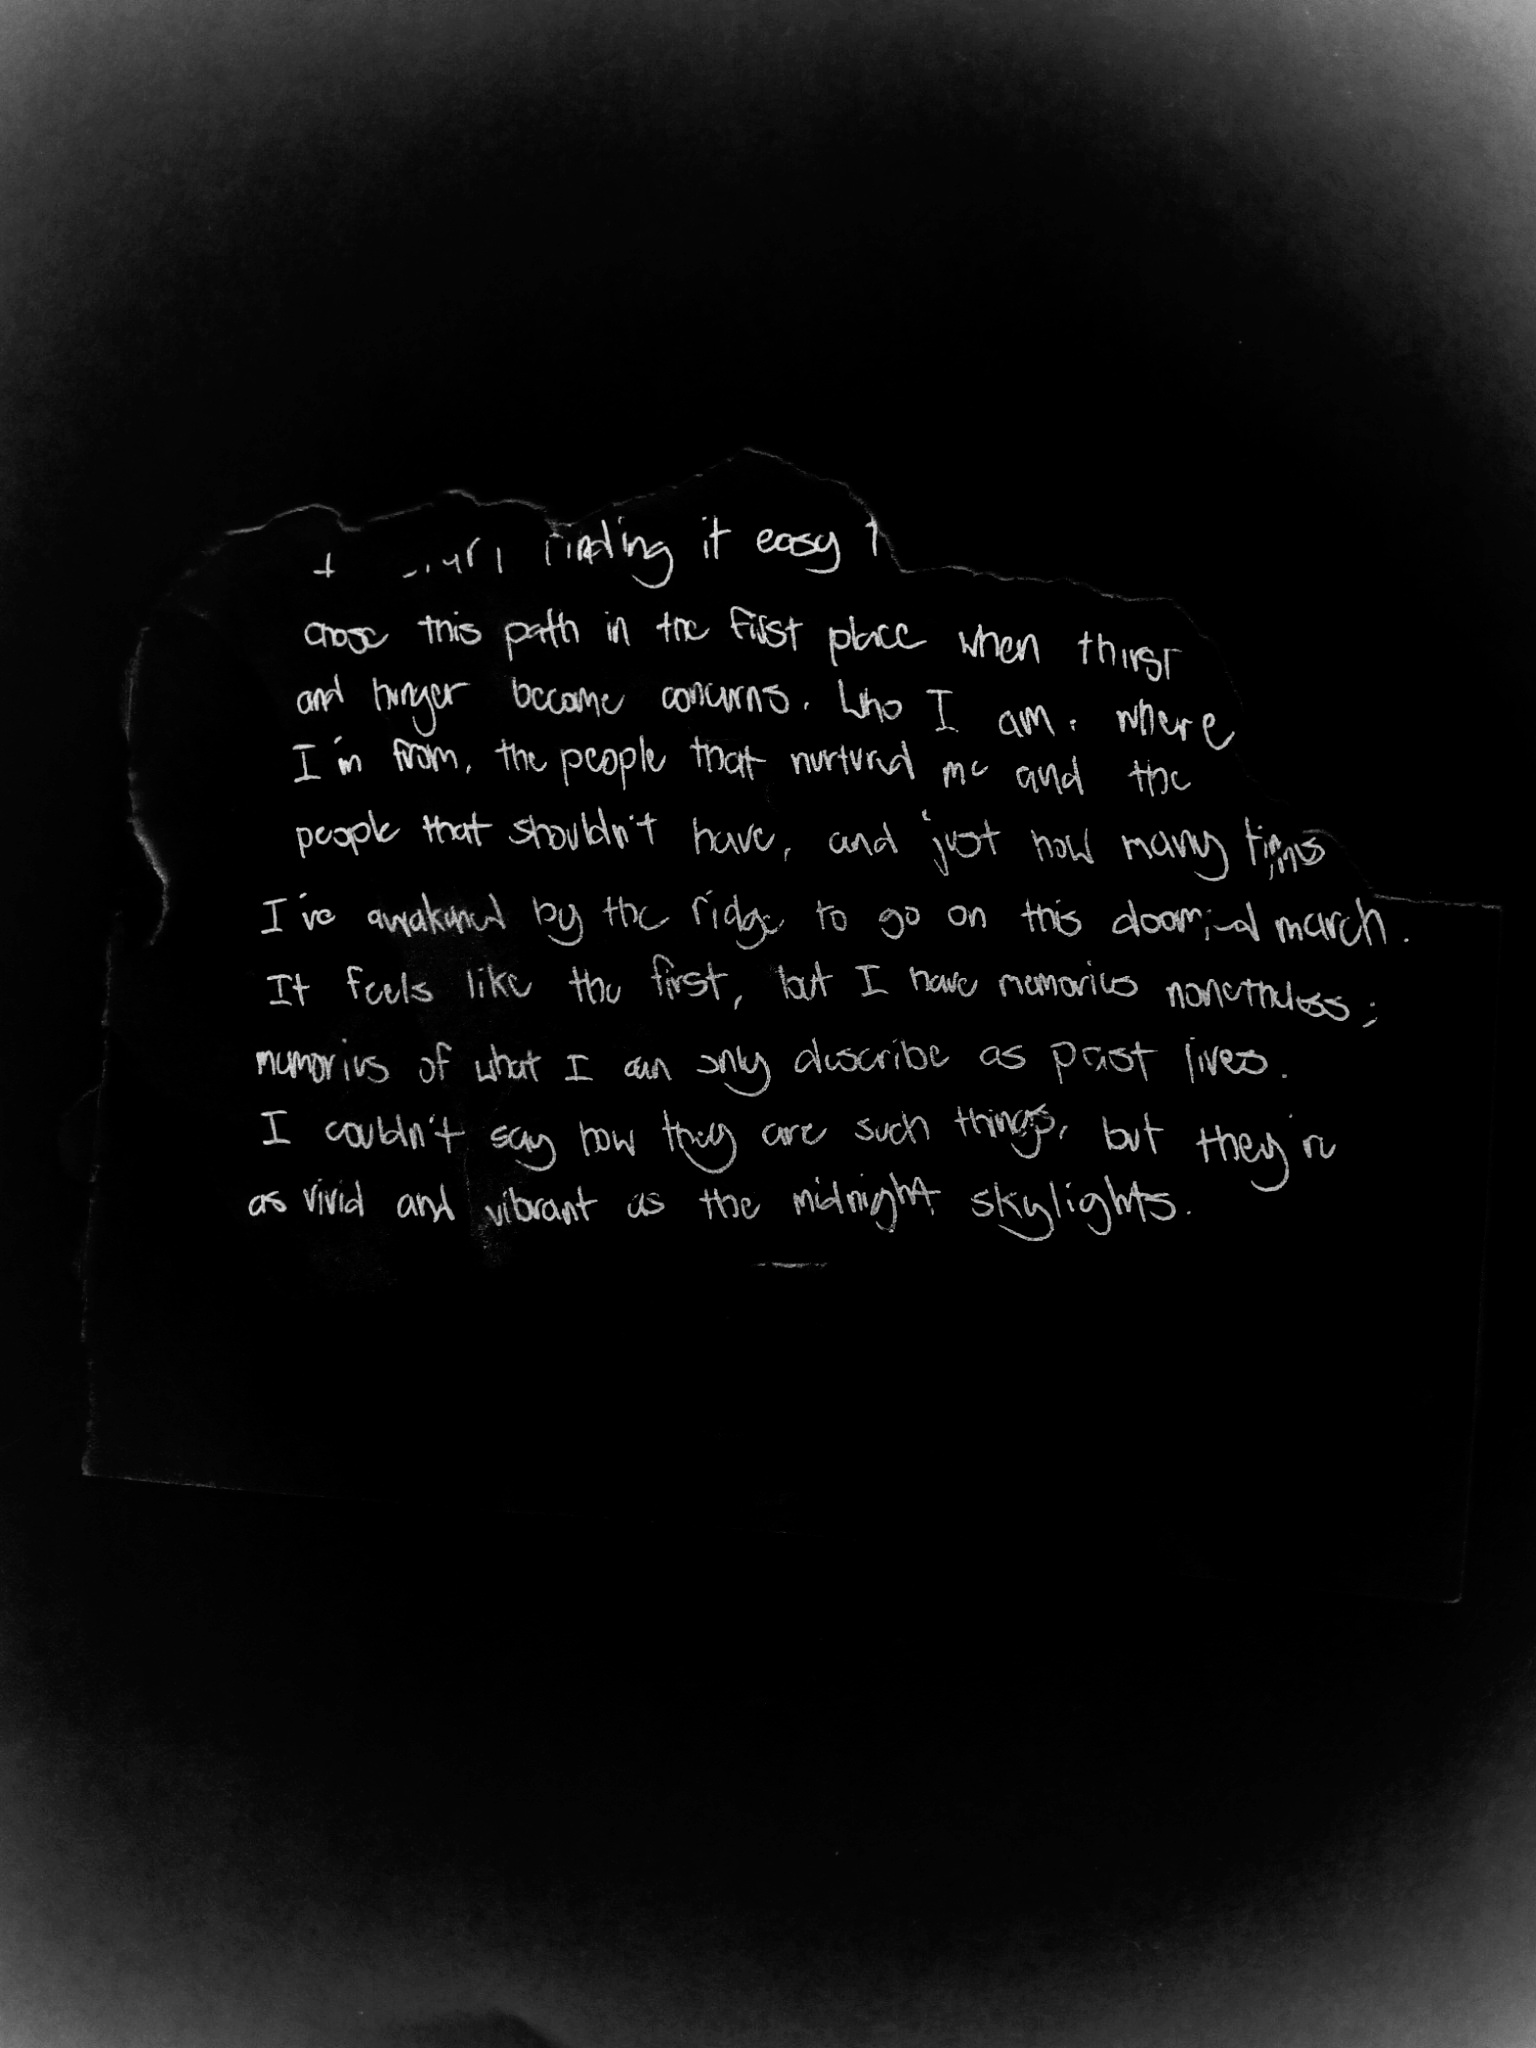 finding it easy
chose this path in the first place when thirst
and hunger become concerns. Who I am. where
I'm from, the people that nurtured me and the
people that shouldn't have, and just how many times
I've awakened by the ridge to go on this doomed march.
It feels like the first, but I have memories nonetheless;
memories of what I can only describe as past lives.
I couldn't say how they are such things, but they're
as vivid and vibrant as the midnight skylights.